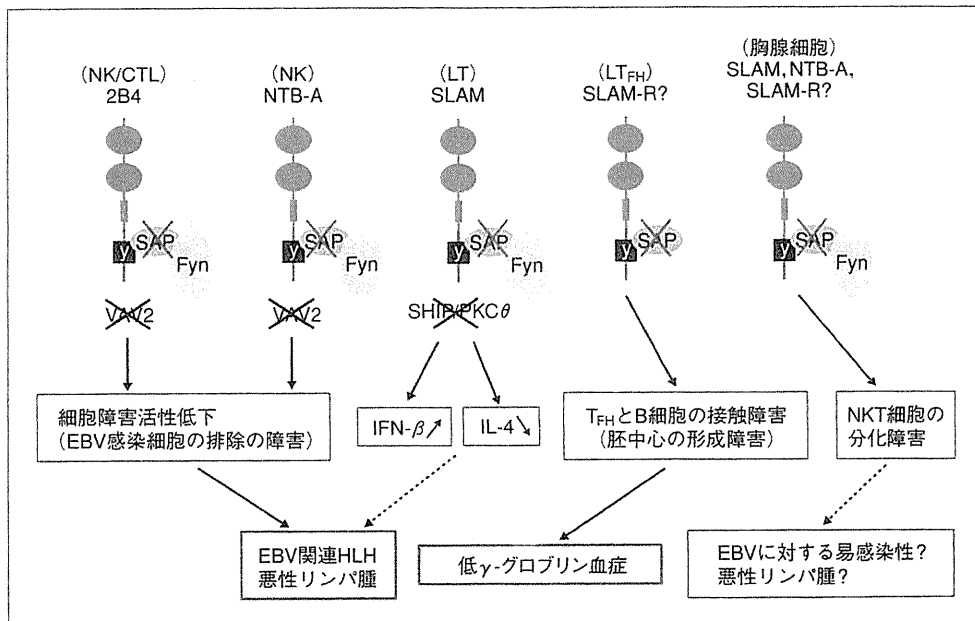 (NK/CTL)
2B4
(NK)
NTB-A
(LT)
SLAM
(LT_FH)
SLAM-R?
(胸腺細胞)
SLAM, NTB-A,
SLAM-R?
y SAP
Fyn
y SAP
Fyn
y SAP
Fyn
y SAP
y SAP
Fyn
VAV2
VAV2
SHIP/PKCθ
細胞障害活性低下
(EBV感染細胞の排除の障害)
IFN-β↗
IL-4↘
T_FHとB細胞の接触障害
(胚中心の形成障害)
NKT細胞の
分化障害
EBV関連HLH
悪性リンパ腫
低γ-グロブリン血症
EBVに対する易感染性?
悪性リンパ腫?